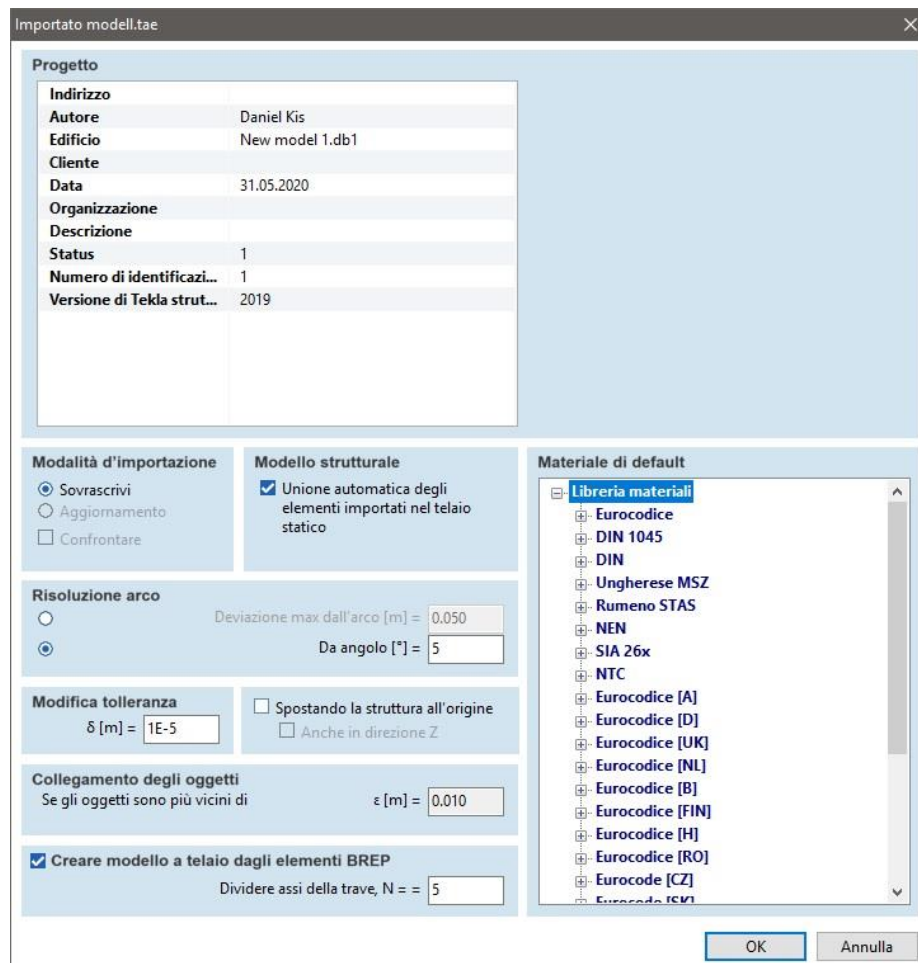 Importato modell.tae
Progetto
Indirizzo
Autore Daniel Kis
Edificio New model 1.db1
Cliente
Data 31.05.2020
Organizzazione
Descrizione
Status 1
Numero di identificazi... 1
Versione di Tekla strut... 2019
Modalità d'importazione
Sovrascrivi
Aggiornamento
Confrontare
Modello strutturale
Unione automatica degli
elementi importati nel telaio
statico
Risoluzione arco
Deviazione max dall'arco [m] = 0.050
Da angolo [°] = 5
Modifica tolleranza
δ [m] = 1E-5
Spostando la struttura all'origine
Anche in direzione Z
Collegamento degli oggetti
Se gli oggetti sono più vicini di ε [m] = 0.010
Creare modello a telaio dagli elementi BREP
Dividere assi della trave, N = = 5
Materiale di default
Libreria materiali
Eurocodice
DIN 1045
DIN
Ungherese MSZ
Rumeno STAS
NEN
SIA 26x
NTC
Eurocodice [A]
Eurocodice [D]
Eurocodice [UK]
Eurocodice [NL]
Eurocodice [B]
Eurocodice [FIN]
Eurocodice [H]
Eurocodice [RO]
Eurocode [CZ]
Eurocode [SK]
OK
Annulla